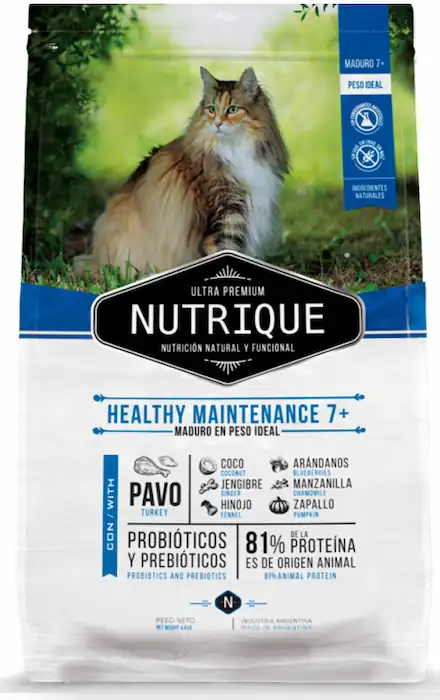 MADURO 7+
PESO IDEAL
INGREDIENTES
NATURALES
ULTRA PREMIUM
NUTRIQUE
NUTRICIÓN NATURAL Y FUNCIONAL
HEALTHY MAINTENANCE 7+
MADURO EN PESO IDEAL
CON / WITH
PAVO
TURKEY
COCO
COCONUT
JENGIBRE
GINGER
HINOJO
FENNEL
ARÁNDANOS
BLUEBERRIES
MANZANILLA
CHAMOMILE
ZAPALLO
PUMPKIN
PROBIÓTICOS
Y PREBIÓTICOS
PROBIOTICS AND PREBIOTICS
81% DE LA PROTEÍNA
ES DE ORIGEN ANIMAL
81% ANIMAL PROTEIN
N
PESO NETO
NET WEIGHT
INDUSTRIA ARGENTINA
MADE IN ARGENTINA